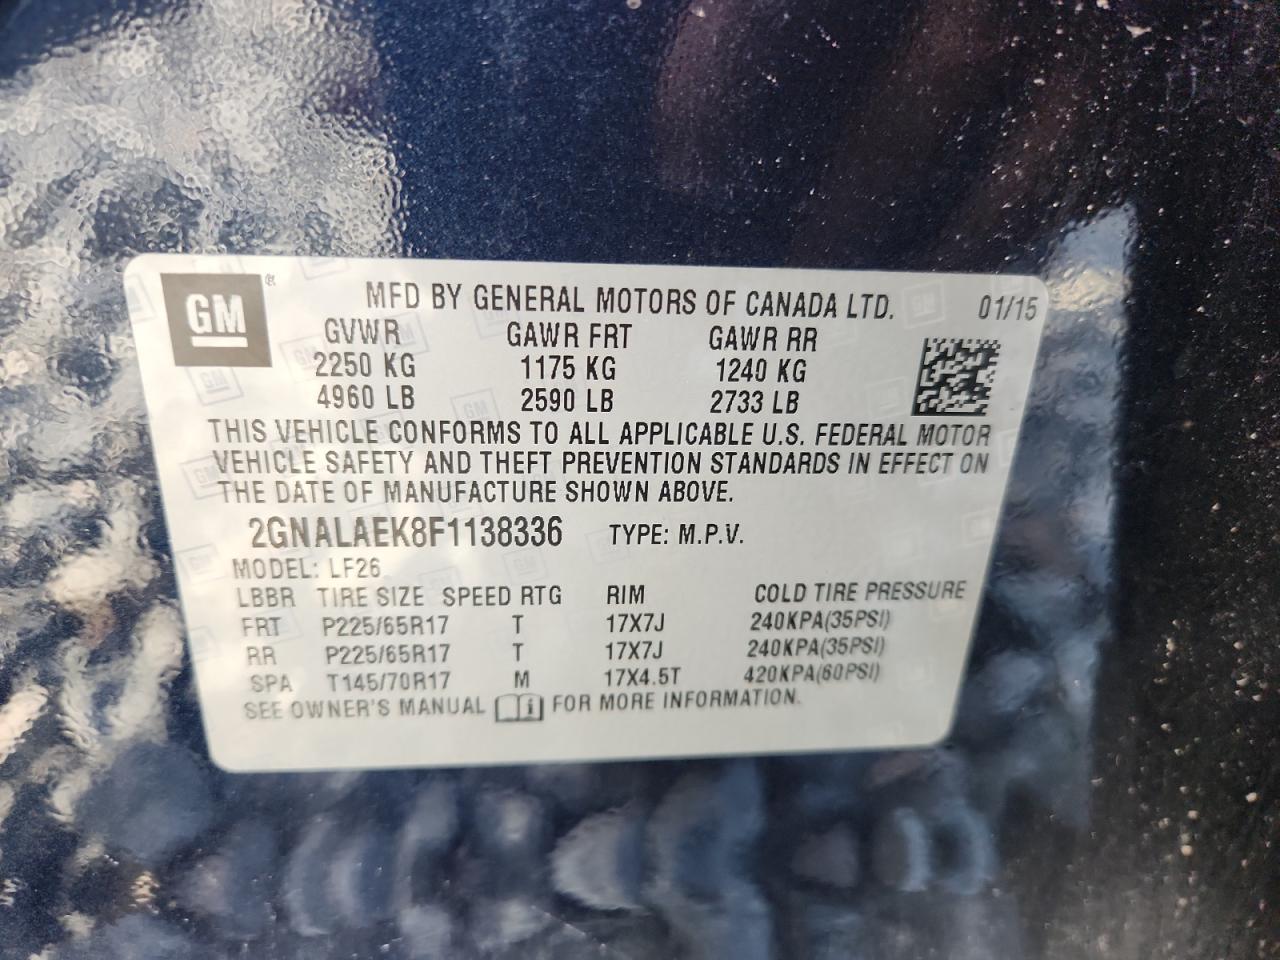 GM ® MFD BY GENERAL MOTORS OF CANADA LTD. 01/15
GVWR GAWR FRT GAWR RR
2250 KG 1175 KG 1240 KG
4960 LB 2590 LB 2733 LB
THIS VEHICLE CONFORMS TO ALL APPLICABLE U.S. FEDERAL MOTOR
VEHICLE SAFETY AND THEFT PREVENTION STANDARDS IN EFFECT ON
THE DATE OF MANUFACTURE SHOWN ABOVE.
2GNALAEK8F1138336 TYPE: M.P.V.
MODEL: LF26
LBBR TIRE SIZE SPEED RTG RIM COLD TIRE PRESSURE
FRT P225/65R17 T 17X7J 240KPA(35PSI)
RR P225/65R17 T 17X7J 240KPA(35PSI)
SPA T145/70R17 M 17X4.5T 420KPA(60PSI)
SEE OWNER'S MANUAL i FOR MORE INFORMATION.